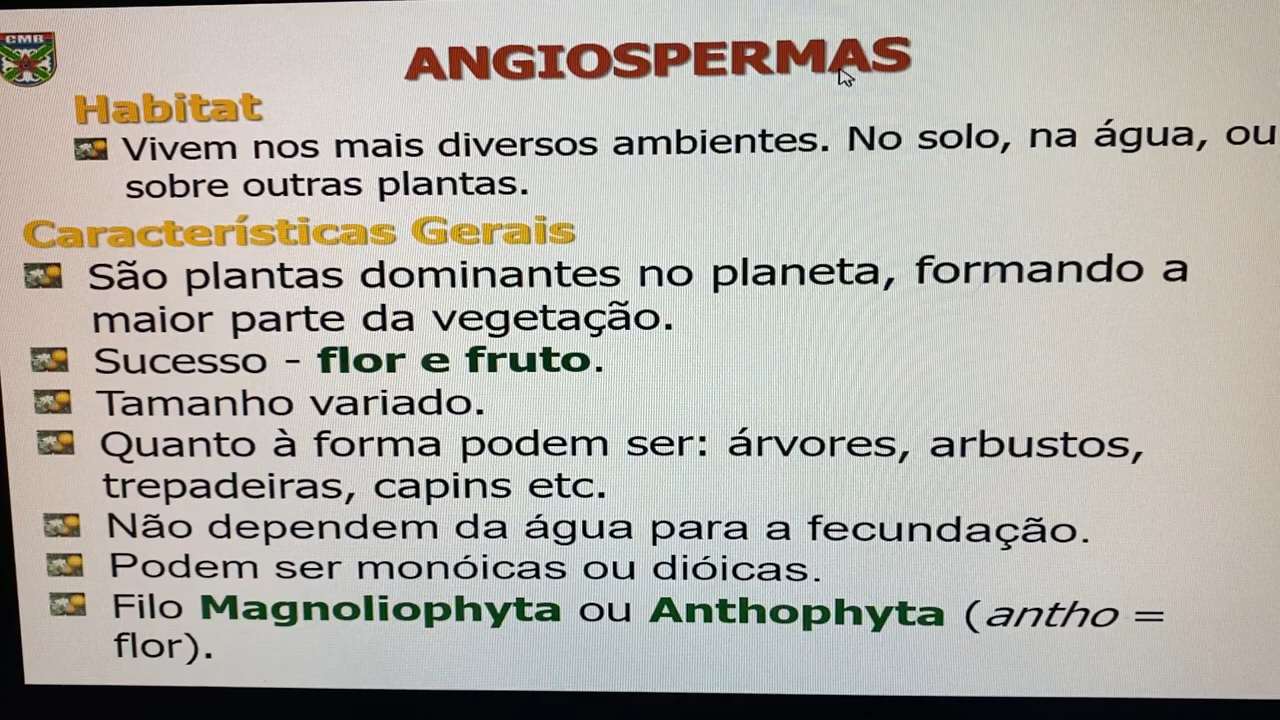 CMB
ANGIOSPERMAS
Habitat
Vivem nos mais diversos ambientes. No solo, na água, ou
sobre outras plantas.
Características Gerais
São plantas dominantes no planeta, formando a
maior parte da vegetação.
Sucesso - flor e fruto.
Tamanho variado.
Quanto à forma podem ser: árvores, arbustos,
trepadeiras, capins etc.
Não dependem da água para a fecundação.
Podem ser monóicas ou dióicas.
Filo Magnoliophyta ou Anthophyta (antho =
flor).